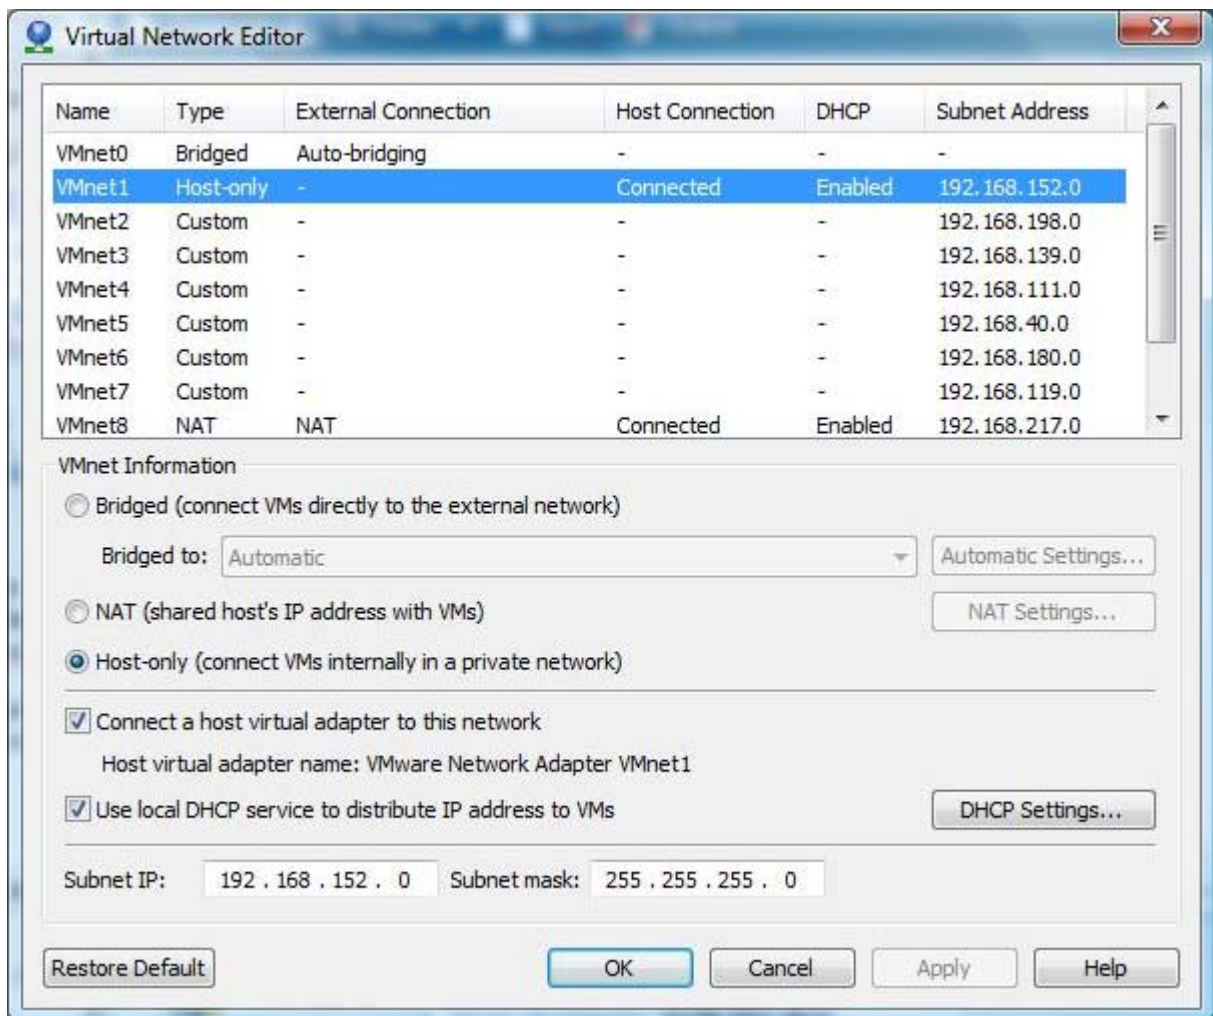 Virtual Network Editor
Name Type External Connection Host Connection DHCP Subnet Address
VMnet0 Bridged Auto-bridging - - -
VMnet1 Host-only - Connected Enabled 192.168.152.0
VMnet2 Custom - - - 192.168.198.0
VMnet3 Custom - - - 192.168.139.0
VMnet4 Custom - - - 192.168.111.0
VMnet5 Custom - - - 192.168.40.0
VMnet6 Custom - - - 192.168.180.0
VMnet7 Custom - - - 192.168.119.0
VMnet8 NAT NAT Connected Enabled 192.168.217.0
VMnet Information
Bridged (connect VMs directly to the external network)
Bridged to: Automatic Automatic Settings...
NAT (shared host's IP address with VMs) NAT Settings...
Host-only (connect VMs internally in a private network)
Connect a host virtual adapter to this network
Host virtual adapter name: VMware Network Adapter VMnet1
Use local DHCP service to distribute IP address to VMs DHCP Settings...
Subnet IP: 192 . 168 . 152 . 0 Subnet mask: 255 . 255 . 255 . 0
Restore Default OK Cancel Apply Help